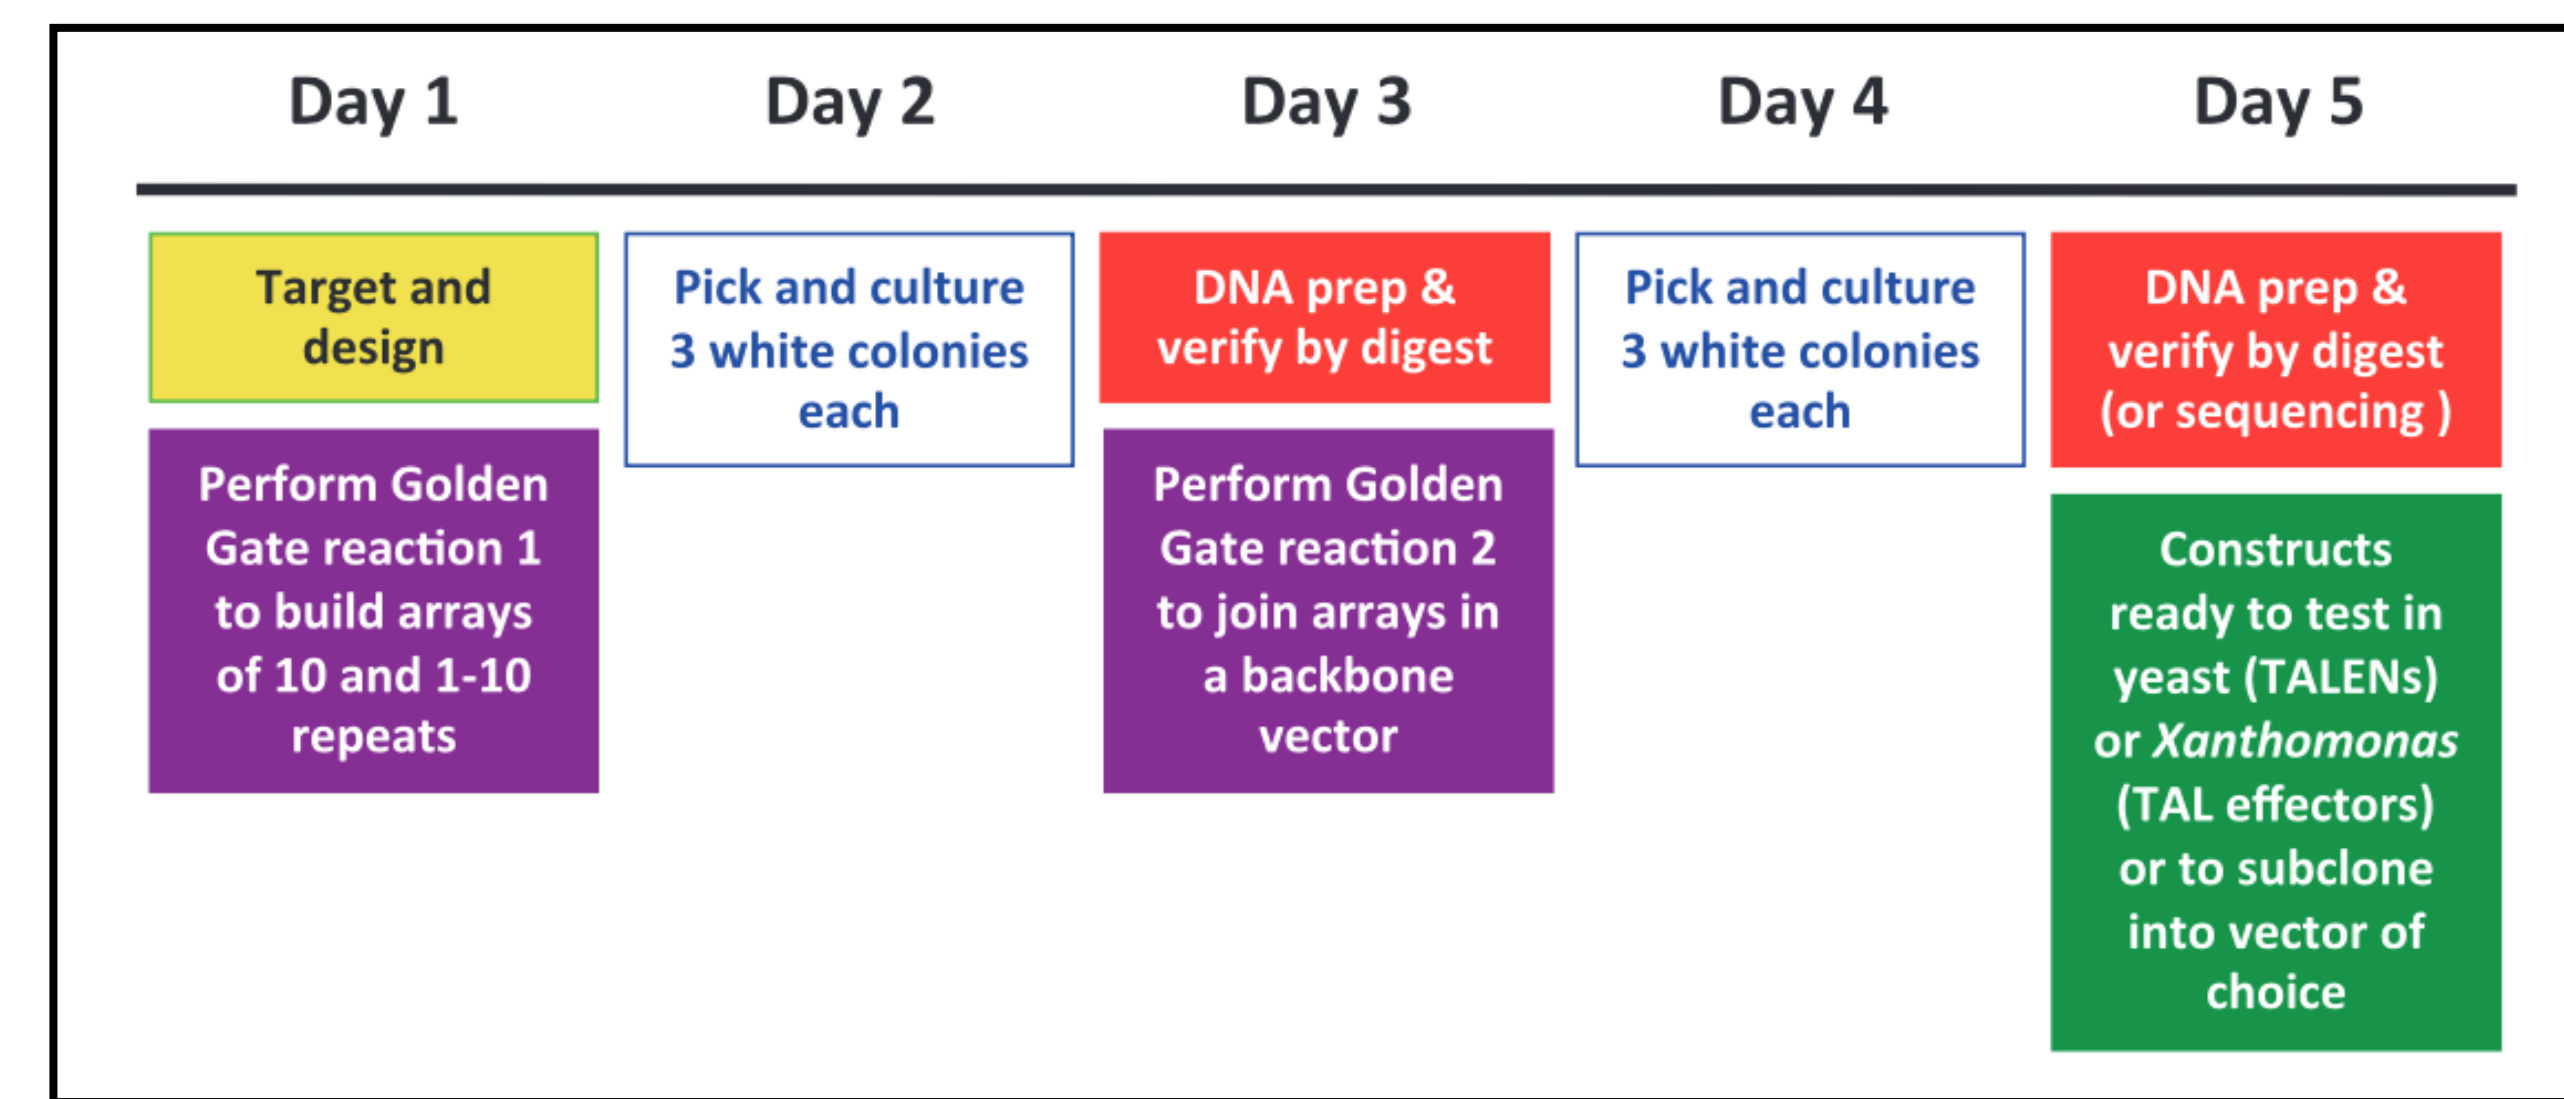 Day 1
Day 2
Day 3
Day 4
Day 5
Target and
design
Perform Golden
Gate reaction 1
to build arrays
of 10 and 1-10
repeats
Pick and culture
3 white colonies
each
DNA prep &
verify by digest
Perform Golden
Gate reaction 2
to join arrays in
a backbone
vector
Pick and culture
3 white colonies
each
DNA prep &
verify by digest
(or sequencing )
Constructs
ready to test in
yeast (TALENs)
or Xanthomonas
(TAL effectors)
or to subclone
into vector of
choice